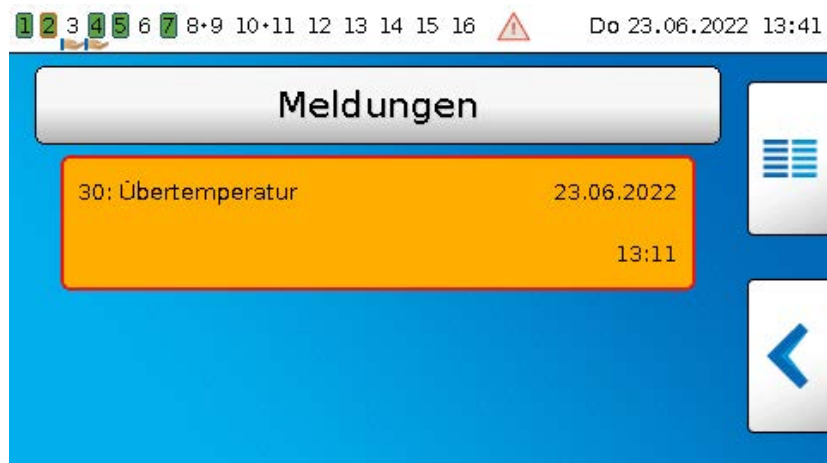 1 2 3 4 5 6 7 8•9 10•11 12 13 14 15 16 Do 23.06.2022 13:41
Meldungen
30: Übertemperatur 23.06.2022
13:11